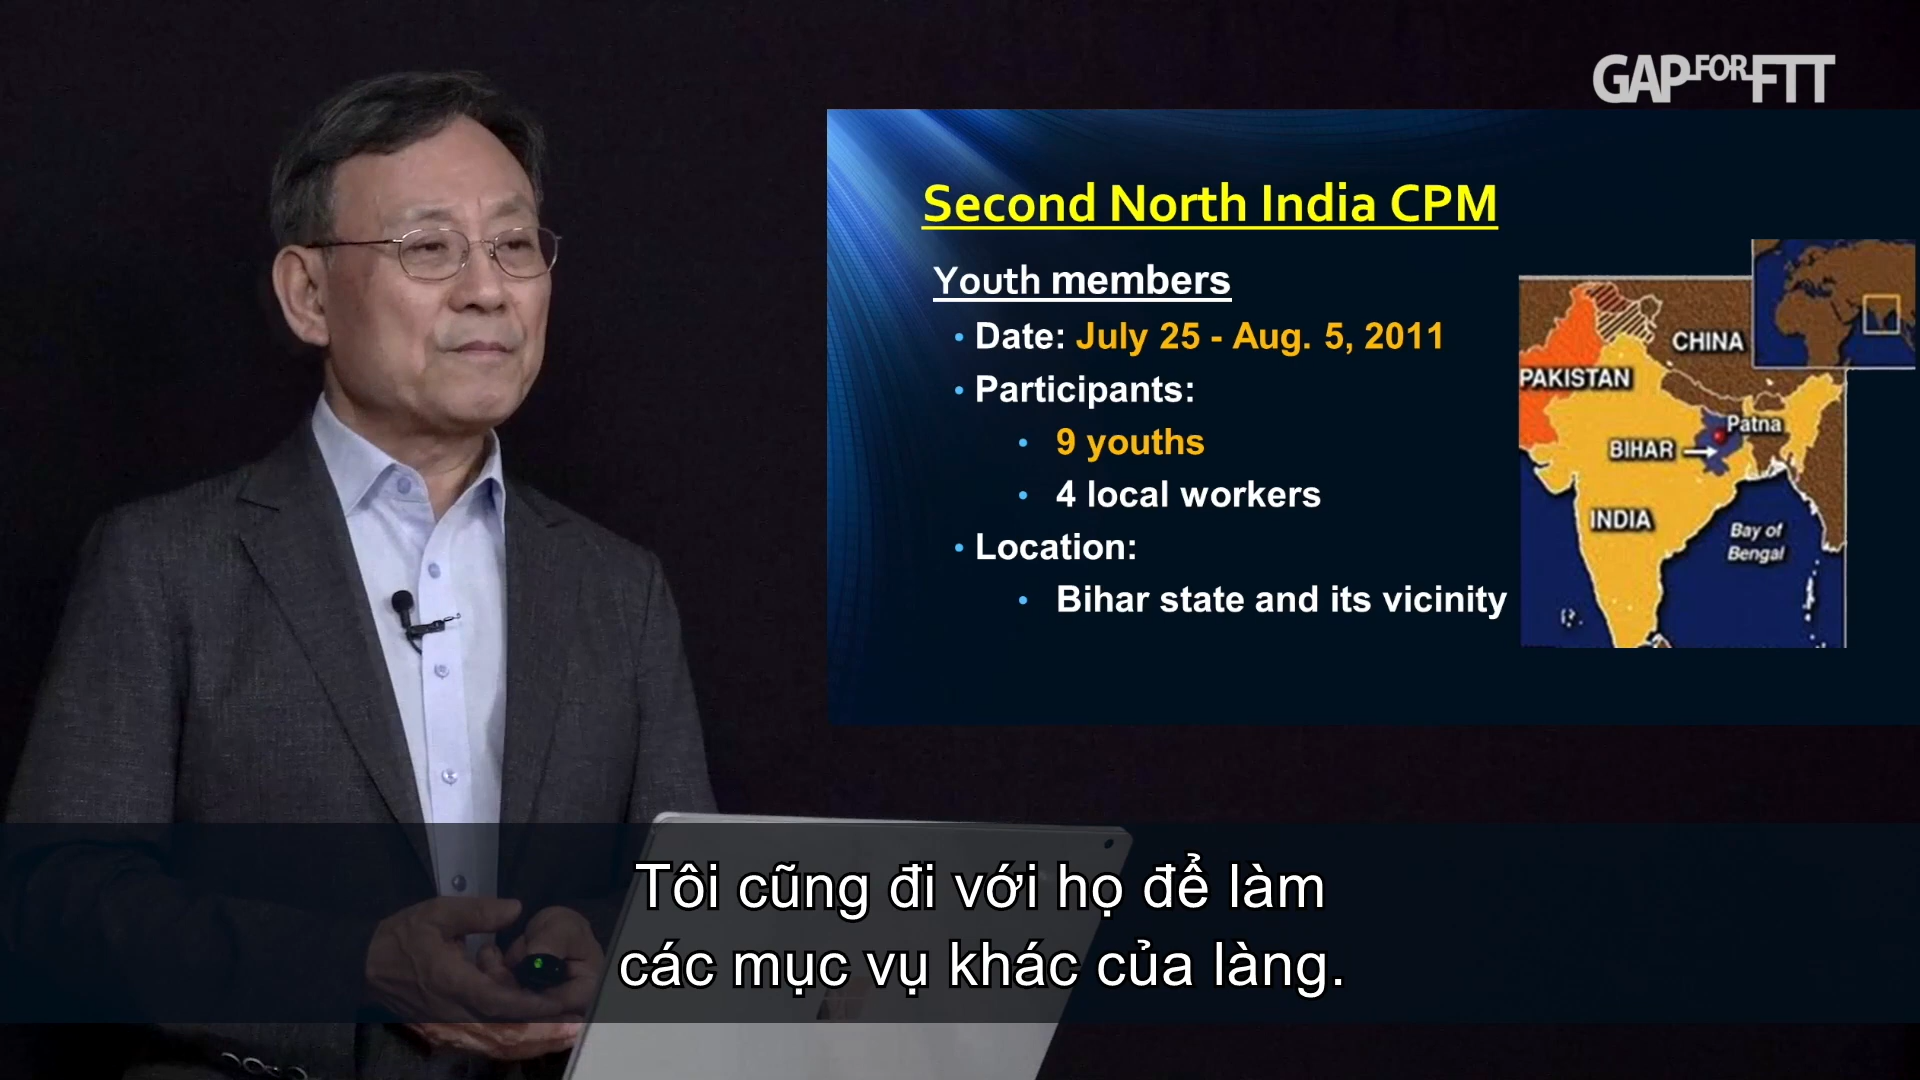 GAP FOR FTT
Second North India CPM
Youth members
• Date: July 25 - Aug. 5, 2011
• Participants:
• 9 youths
• 4 local workers
• Location:
• Bihar state and its vicinity
CHINA
PAKISTAN
Patna
BIHAR
INDIA
Bay of
Bengal
Tôi cũng đi với họ để làm
các mục vụ khác của làng.